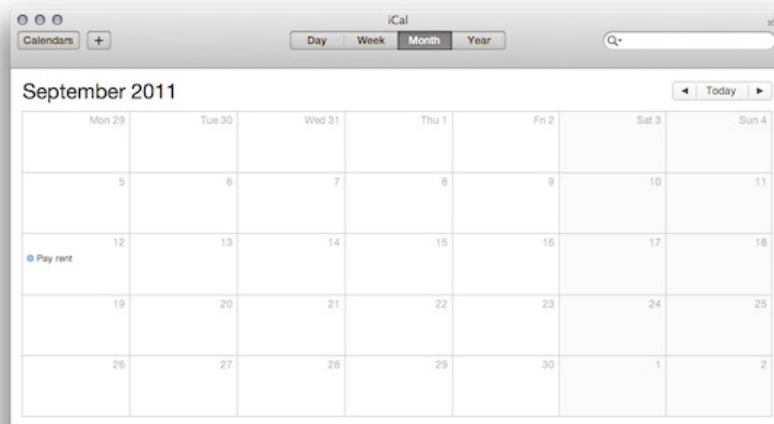 iCal
Calendars + Day Week Month Year
September 2011 Today
Mon 29 Tue 30 Wed 31 Thu 1 Fri 2 Sat 3 Sun 4
5 6 7 8 9 10 11
12 13 14 15 16 17 18
Pay rent
19 20 21 22 23 24 25
26 27 28 29 30 1 2